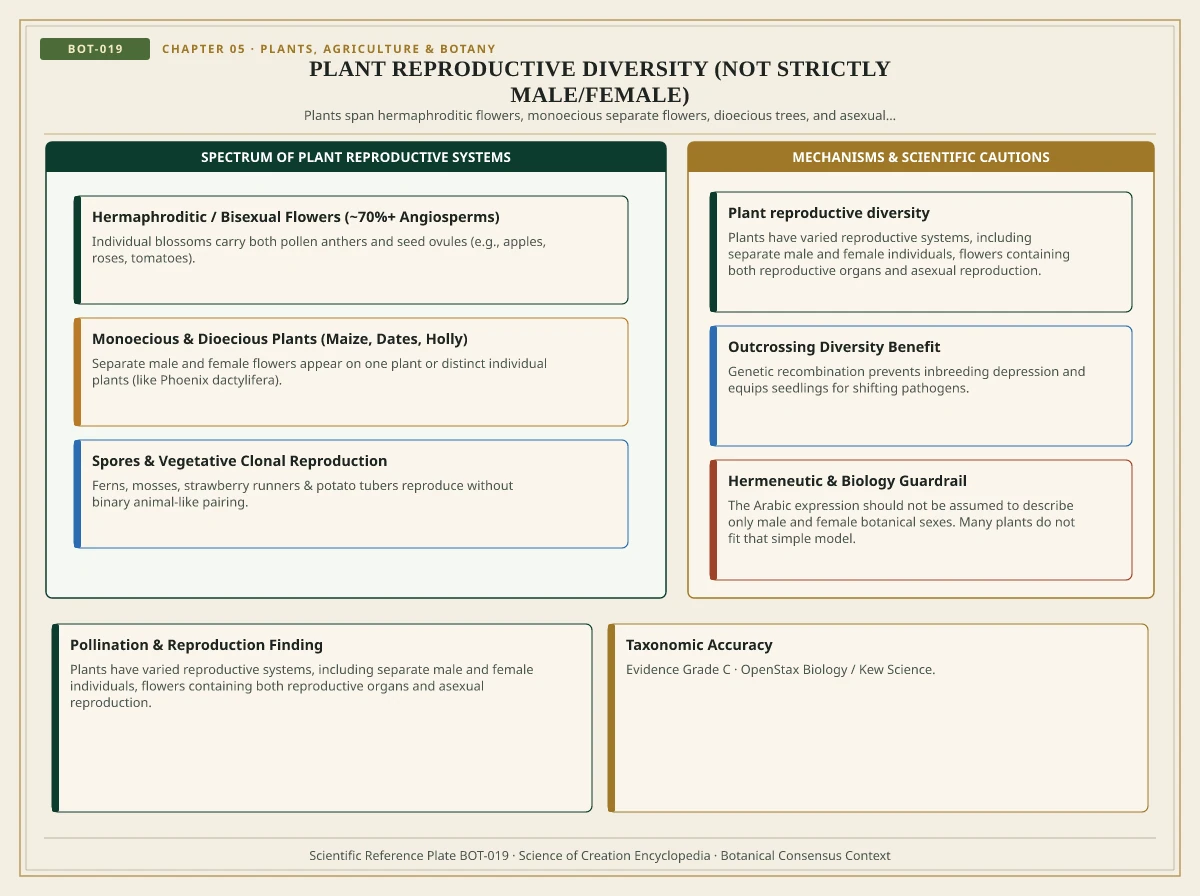 BOT-019
CHAPTER 05 · PLANTS, AGRICULTURE & BOTANY
PLANT REPRODUCTIVE DIVERSITY (NOT STRICTLY
MALE/FEMALE)
Plants span hermaphroditic flowers, monoecious separate flowers, dioecious trees, and asexual...
SPECTRUM OF PLANT REPRODUCTIVE SYSTEMS
Hermaphroditic / Bisexual Flowers (~70%+ Angiosperms)
Individual blossoms carry both pollen anthers and seed ovules (e.g., apples,
roses, tomatoes).
Monoecious & Dioecious Plants (Maize, Dates, Holly)
Separate male and female flowers appear on one plant or distinct individual
plants (like Phoenix dactylifera).
Spores & Vegetative Clonal Reproduction
Ferns, mosses, strawberry runners & potato tubers reproduce without
binary animal-like pairing.
MECHANISMS & SCIENTIFIC CAUTIONS
Plant reproductive diversity
Plants have varied reproductive systems, including
separate male and female individuals, flowers containing
both reproductive organs and asexual reproduction.
Outcrossing Diversity Benefit
Genetic recombination prevents inbreeding depression and
equips seedlings for shifting pathogens.
Hermeneutic & Biology Guardrail
The Arabic expression should not be assumed to describe
only male and female botanical sexes. Many plants do not
fit that simple model.
Pollination & Reproduction Finding
Plants have varied reproductive systems, including separate male and female
individuals, flowers containing both reproductive organs and asexual
reproduction.
Taxonomic Accuracy
Evidence Grade C · OpenStax Biology / Kew Science.
Scientific Reference Plate BOT-019 · Science of Creation Encyclopedia · Botanical Consensus Context